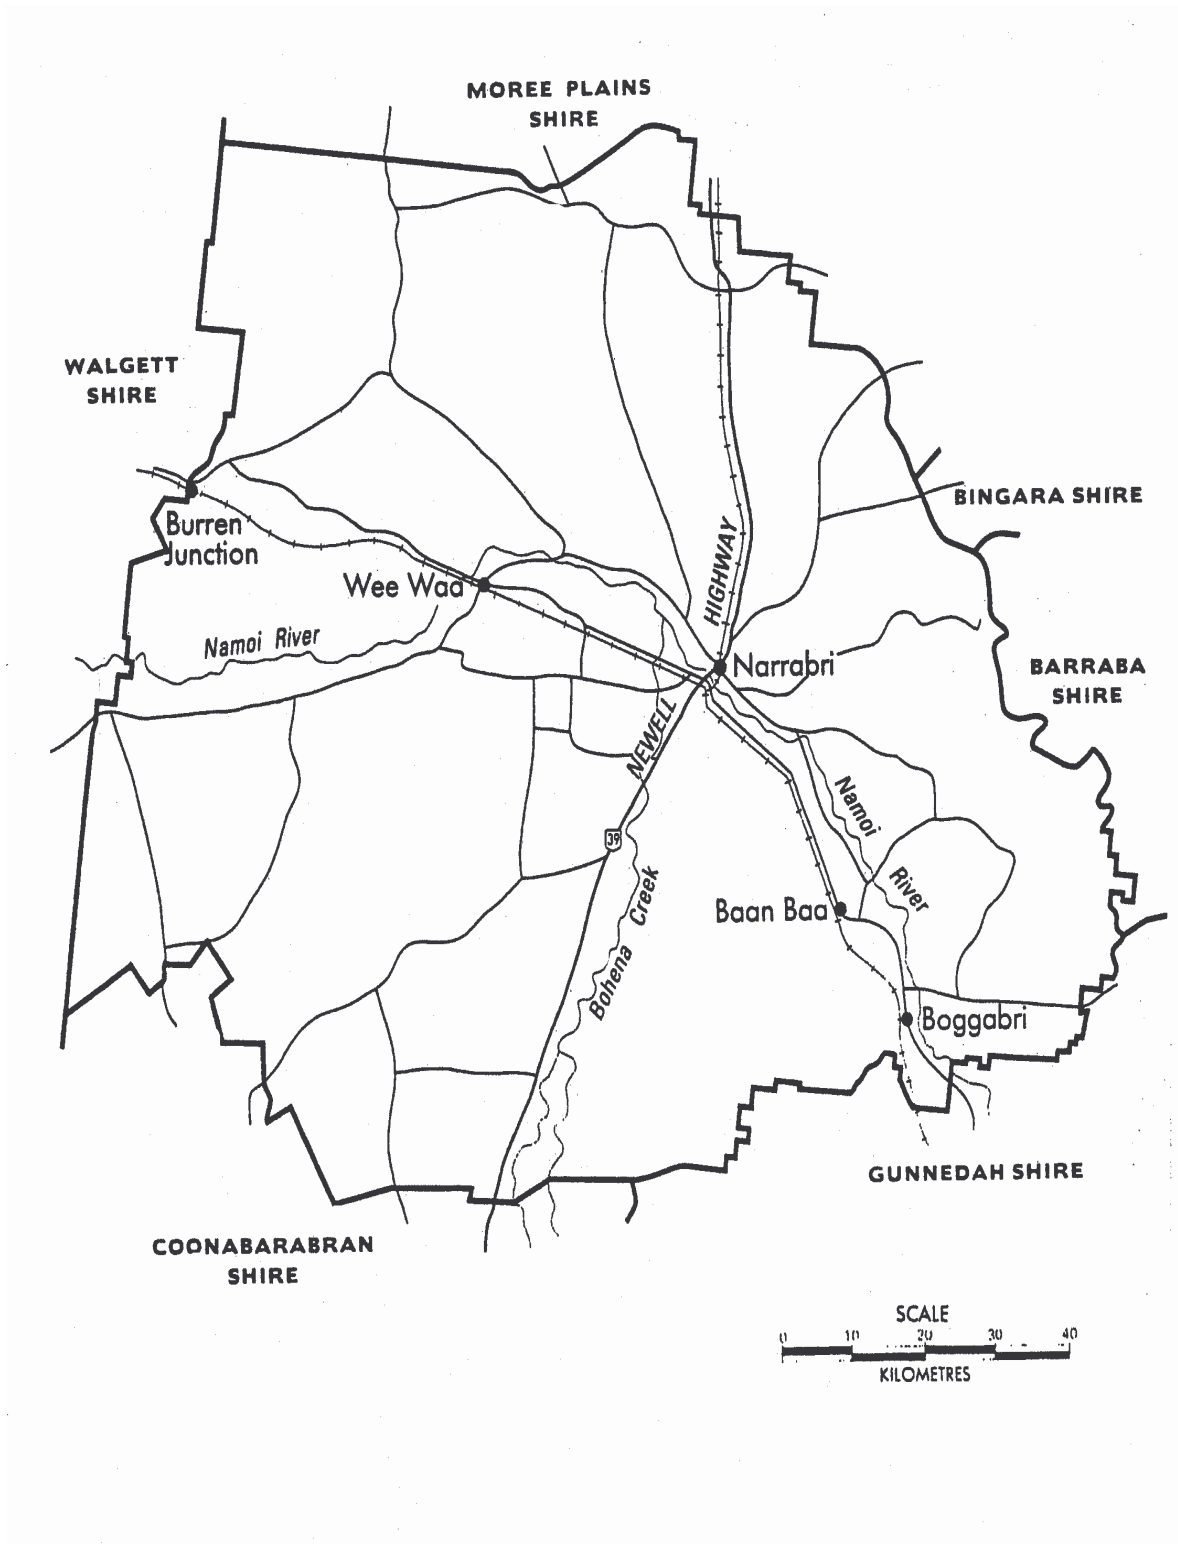 MOREE PLAINS
SHIRE
WALGETT
SHIRE
BINGARA SHIRE
Burren
Junction
HIGHWAY
Wee Waa
Namoi River
Narrabri
BARRABA
SHIRE
NEWELL
Namoi
39
River
Bohena Creek
Baan Baa
Boggabri
GUNNEDAH SHIRE
COONABARABRAN
SHIRE
SCALE
0 10 20 30 40
KILOMETRES